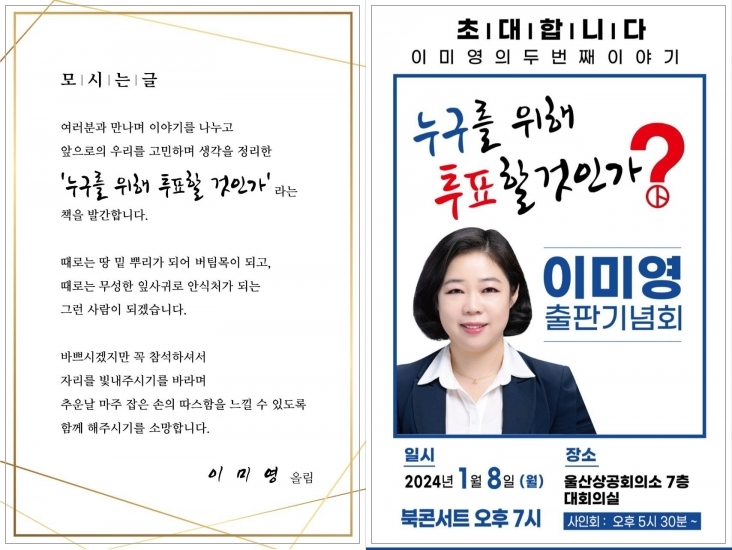 모|시|는|글
여러분과 만나며 이야기를 나누고
앞으로의 우리를 고민하며 생각을 정리한
'누구를 위해 투표할 것인가' 라는
책을 발간합니다.
때로는 땅 밑 뿌리가 되어 버팀목이 되고,
때로는 무성한 잎사귀로 안식처가 되는
그런 사람이 되겠습니다.
바쁘시겠지만 꼭 참석하셔서
자리를 빛내주시기를 바라며
추운날 마주 잡은 손의 따스함을 느낄 수 있도록
함께 해주시기를 소망합니다.
이 미 영 올림
초|대|합|니|다
이미영의두번째이야기
누구를 위해
투표할것인가?
이미영
출판기념회
일시
2024년 1월 8일 (월)
북콘서트 오후 7시
장소
울산상공회의소 7층
대회의실
사인회 : 오후 5시 30분~